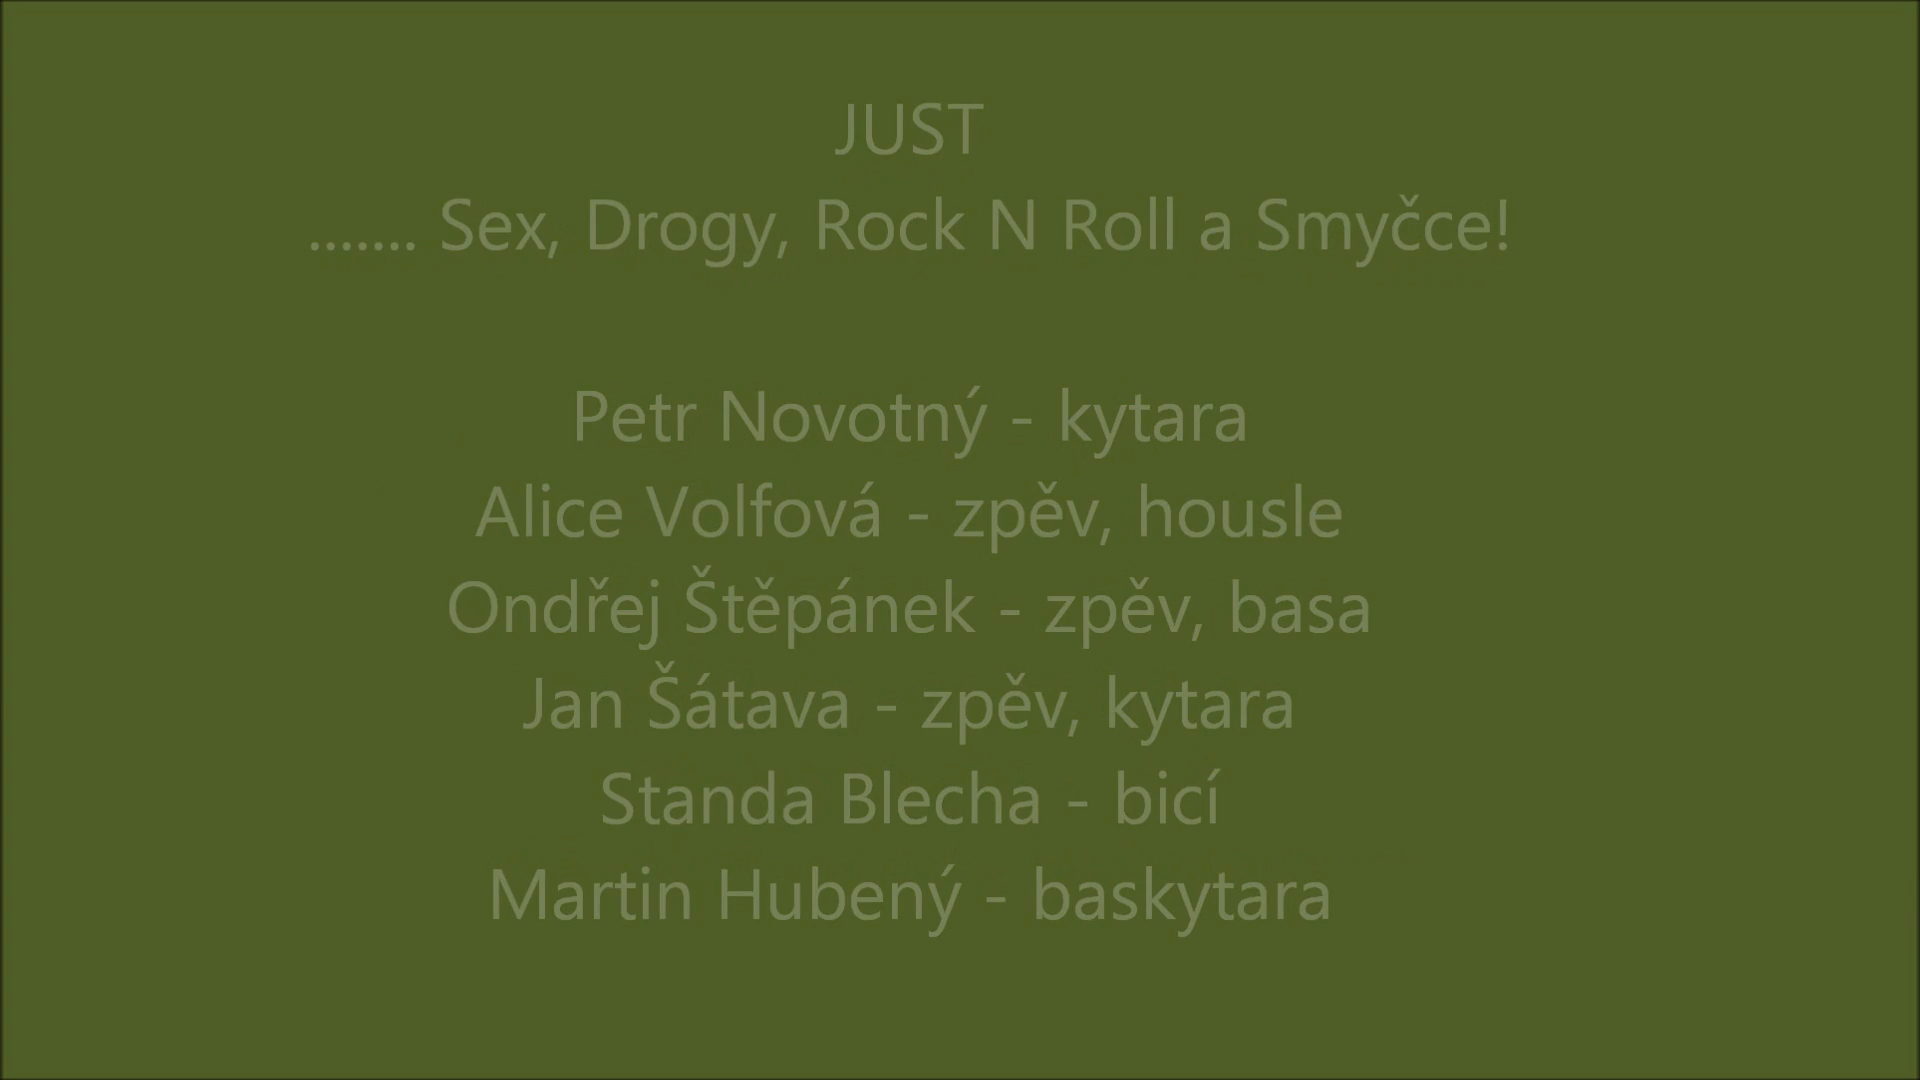 JUST
....... Sex, Drogy, Rock N Roll a Smyčce!
Petr Novotný - kytara
Alice Volfová - zpěv, housle
Ondřej Štěpánek - zpěv, basa
Jan Šátava - zpěv, kytara
Standa Blecha - bicí
Martin Hubený - baskytara